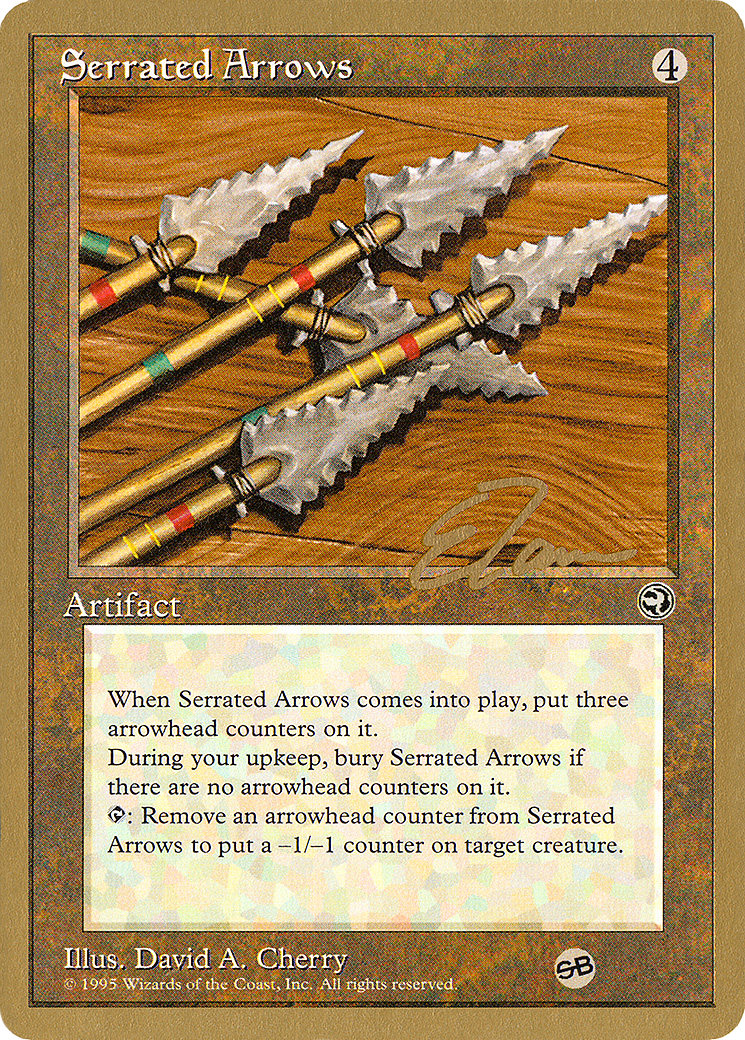 Serrated Arrows
4
Artifact
When Serrated Arrows comes into play, put three
arrowhead counters on it.
During your upkeep, bury Serrated Arrows if
there are no arrowhead counters on it.
: Remove an arrowhead counter from Serrated
Arrows to put a –1/–1 counter on target creature.
Illus. David A. Cherry
© 1995 Wizards of the Coast, Inc. All rights reserved.
SB